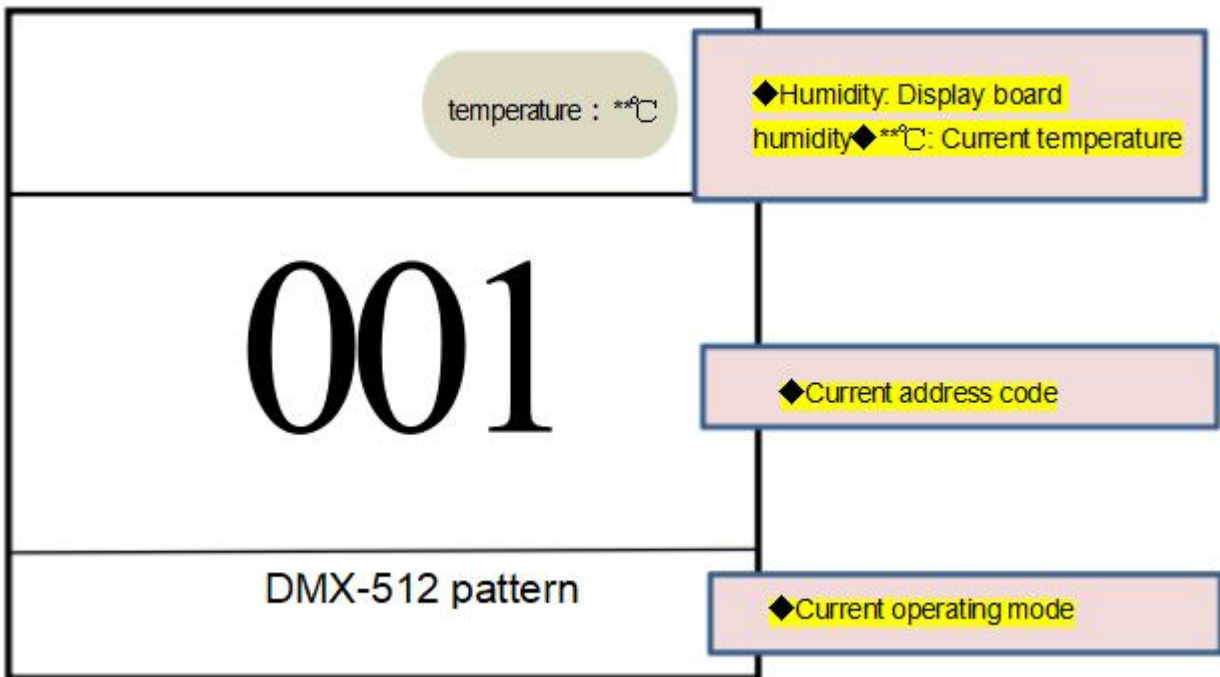 temperature：**℃
◆Humidity: Display board
humidity◆**℃: Current temperature
001
◆Current address code
DMX-512 pattern
◆Current operating mode